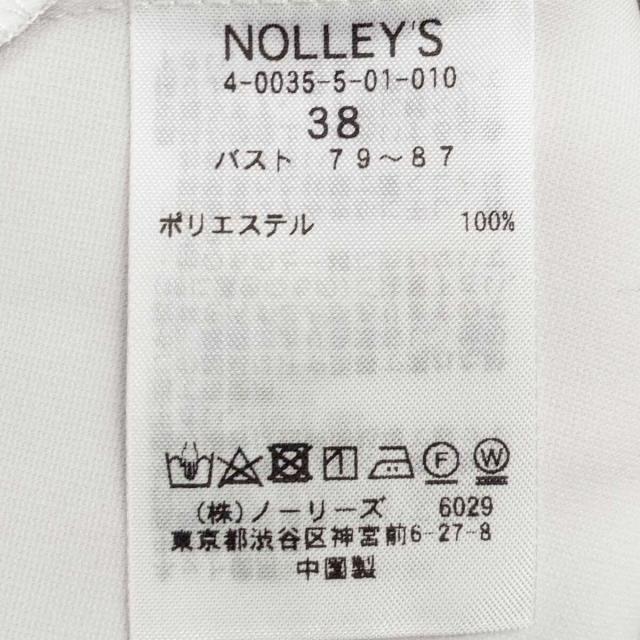 NOLLEY'S
4-0035-5-01-010
38
バスト 79～87
ポリエステル 100%
F W
(株)ノーリーズ 6029
東京都渋谷区神宮前6-27-8
中国製